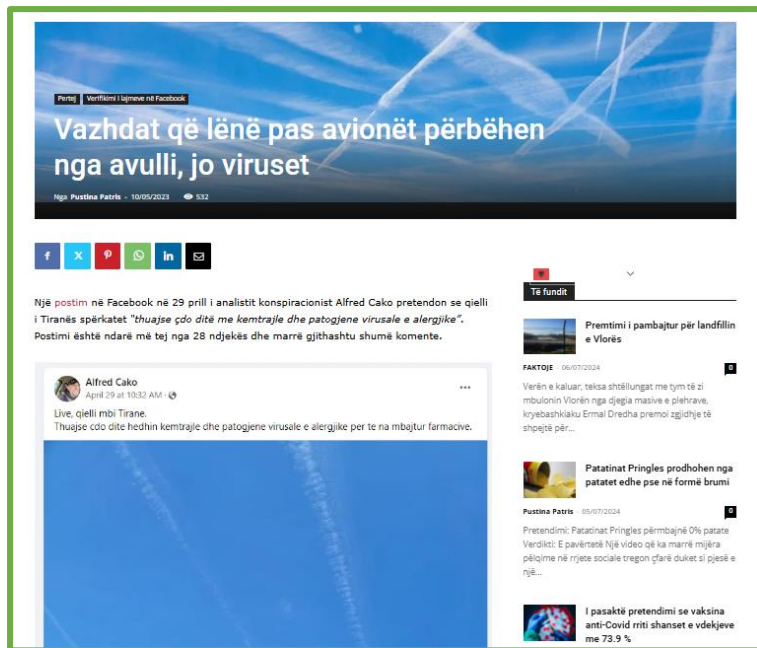 Pertej
Verifikimi i lajmeve në Facebook
Vazhdat që lënë pas avionët përbëhen
nga avulli, jo viruset
Nga Pustina Patris - 10/05/2023 532
Një postim në Facebook në 29 prill i analistit konspiracionist Alfred Cako pretendon se qielli
i Tiranës spërkatet "thuajse çdo ditë me kemtrajle dhe patogjene virusale e alergjike".
Postimi është ndarë më tej nga 28 ndjekës dhe marrë gjithashtu shumë komente.
Alfred Cako
April 29 at 10:32 AM ·
Live, qielli mbi Tirane.
Thuajse cdo dite hedhin kemtrajle dhe patogjene virusale e alergjike per te na mbajtur farmacive.
Të fundit
Premtimi i pambajtur për landfillin
e Vlorës
FAKTOJE - 06/07/2024 0
Verën e kaluar, teksa shtëllungat me tym të zi
mbulonin Vlorën nga djegia masive e plehrave,
kryebashkiaku Ermal Dredha premoi zgjidhje të
shpejtë për...
Patatinat Pringles prodhohen nga
patatet edhe pse në formë brumi
Pustina Patris - 05/07/2024 0
Pretendimi: Patatinat Pringles përmbajnë 0% patate
Verdikti: E pavërtetë Një video që ka marrë mijëra
pëlqime në rrjete sociale tregon çfarë duket si pjesë e
një...
I pasaktë pretendimi se vaksina
anti-Covid rriti shanset e vdekjeve
me 73.9 %